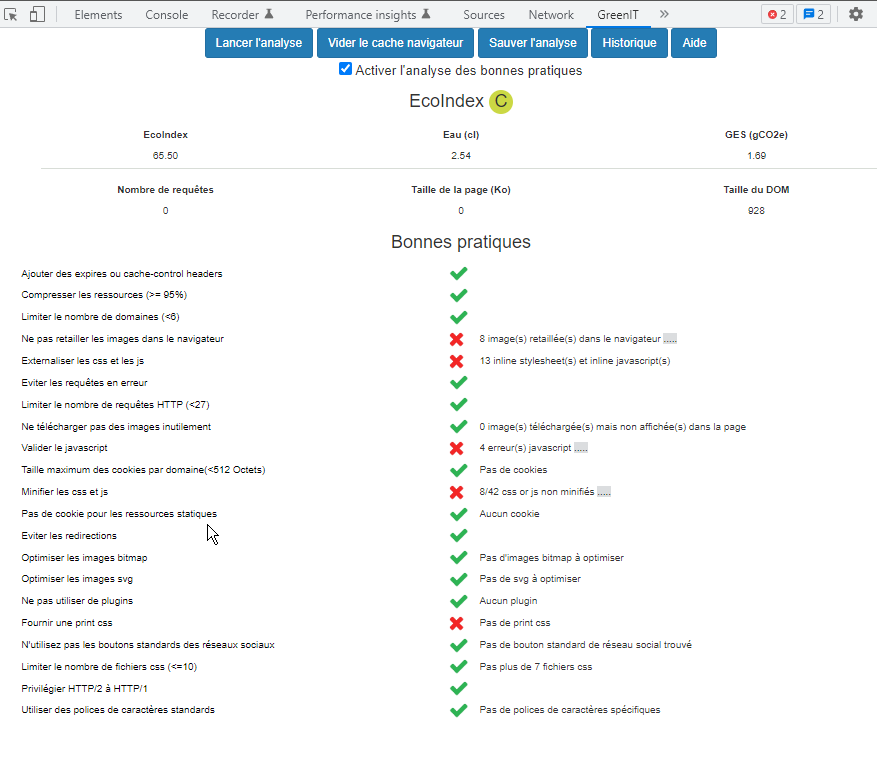 Elements Console Recorder Performance insights Sources Network GreenIT 2 2
Lancer l'analyse Vider le cache navigateur Sauver l'analyse Historique Aide
Activer l'analyse des bonnes pratiques
EcoIndex C
EcoIndex Eau (cl) GES (gCO2e)
65.50 2.54 1.69
Nombre de requêtes Taille de la page (Ko) Taille du DOM
0 0 928
Bonnes pratiques
Ajouter des expires ou cache-control headers
Compresser les ressources (>= 95%)
Limiter le nombre de domaines (<6)
Ne pas retailler les images dans le navigateur 8 image(s) retaillée(s) dans le navigateur .....
Externaliser les css et les js 13 inline stylesheet(s) et inline javascript(s)
Eviter les requêtes en erreur
Limiter le nombre de requêtes HTTP (<27)
Ne télécharger pas des images inutilement 0 image(s) téléchargée(s) mais non affichée(s) dans la page
Valider le javascript 4 erreur(s) javascript .....
Taille maximum des cookies par domaine(<512 Octets) Pas de cookies
Minifier les css et js 8/42 css or js non minifiés .....
Pas de cookie pour les ressources statiques Aucun cookie
Eviter les redirections
Optimiser les images bitmap Pas d'images bitmap à optimiser
Optimiser les images svg Pas de svg à optimiser
Ne pas utiliser de plugins Aucun plugin
Fournir une print css Pas de print css
N'utilisez pas les boutons standards des réseaux sociaux Pas de bouton standard de réseau social trouvé
Limiter le nombre de fichiers css (<=10) Pas plus de 7 fichiers css
Privilégier HTTP/2 à HTTP/1
Utiliser des polices de caractères standards Pas de polices de caractères spécifiques